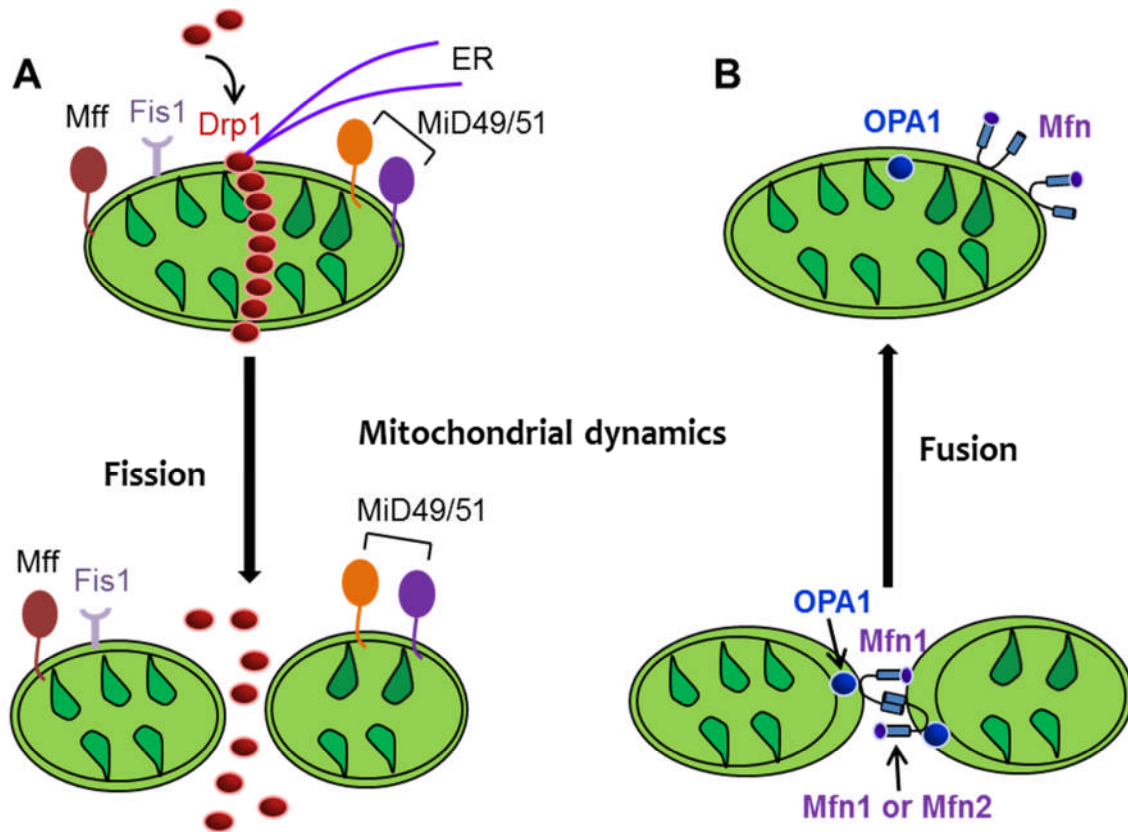 A
ER
Mff
Fis1
Drp1
MiD49/51
Fission
Mitochondrial dynamics
MiD49/51
Mff
Fis1
B
OPA1
Mfn
Fusion
OPA1
Mfn1
Mfn1 or Mfn2